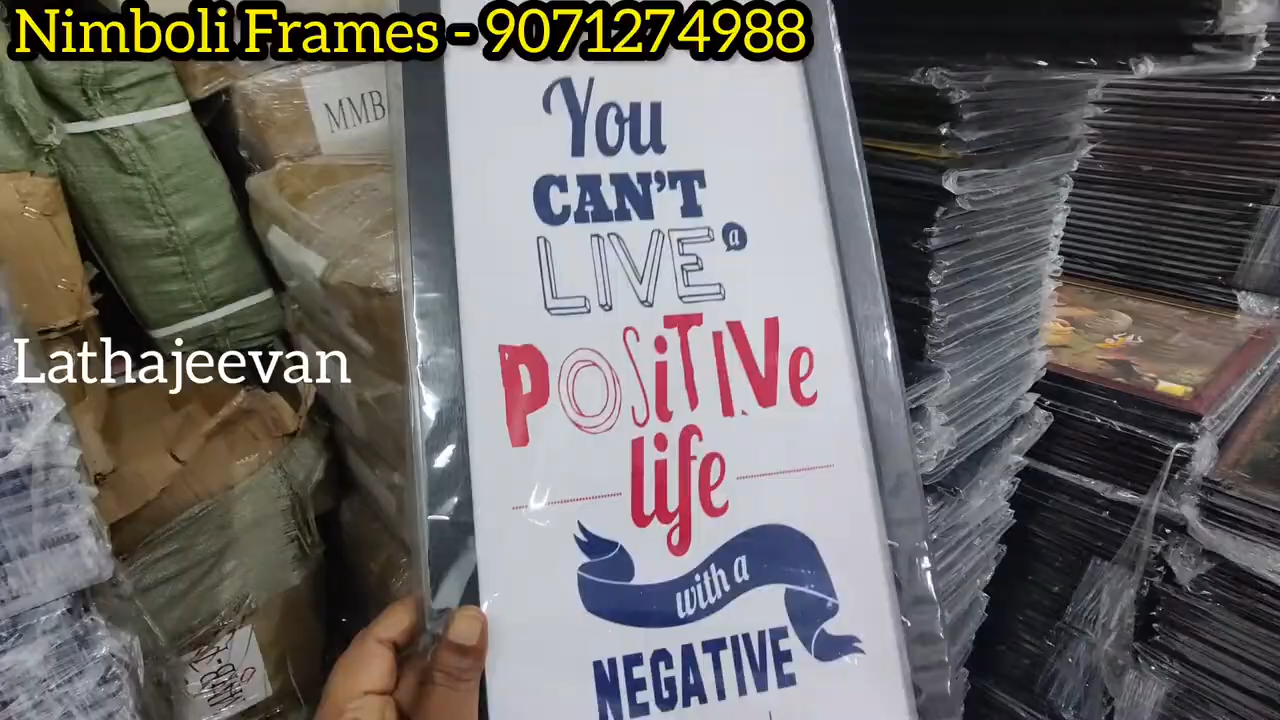 Nimboli Frames - 9071274988
MMB
Lathajeevan
You
CAN'T
LIVE a
POSiTIVe
life
with a
NEGATIVE